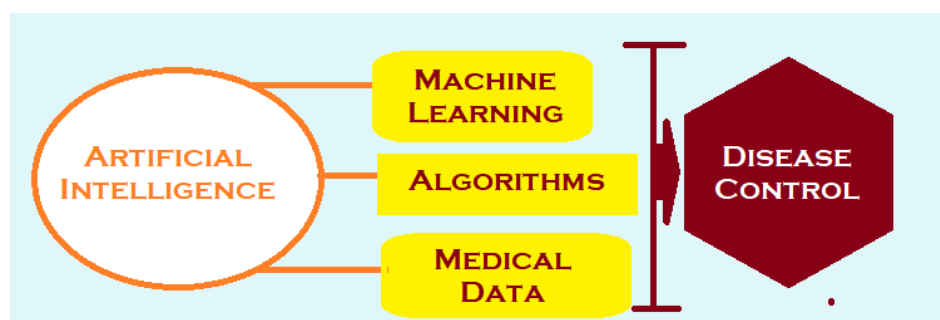 ARTIFICIAL
INTELLIGENCE
MACHINE
LEARNING
ALGORITHMS
MEDICAL
DATA
DISEASE
CONTROL